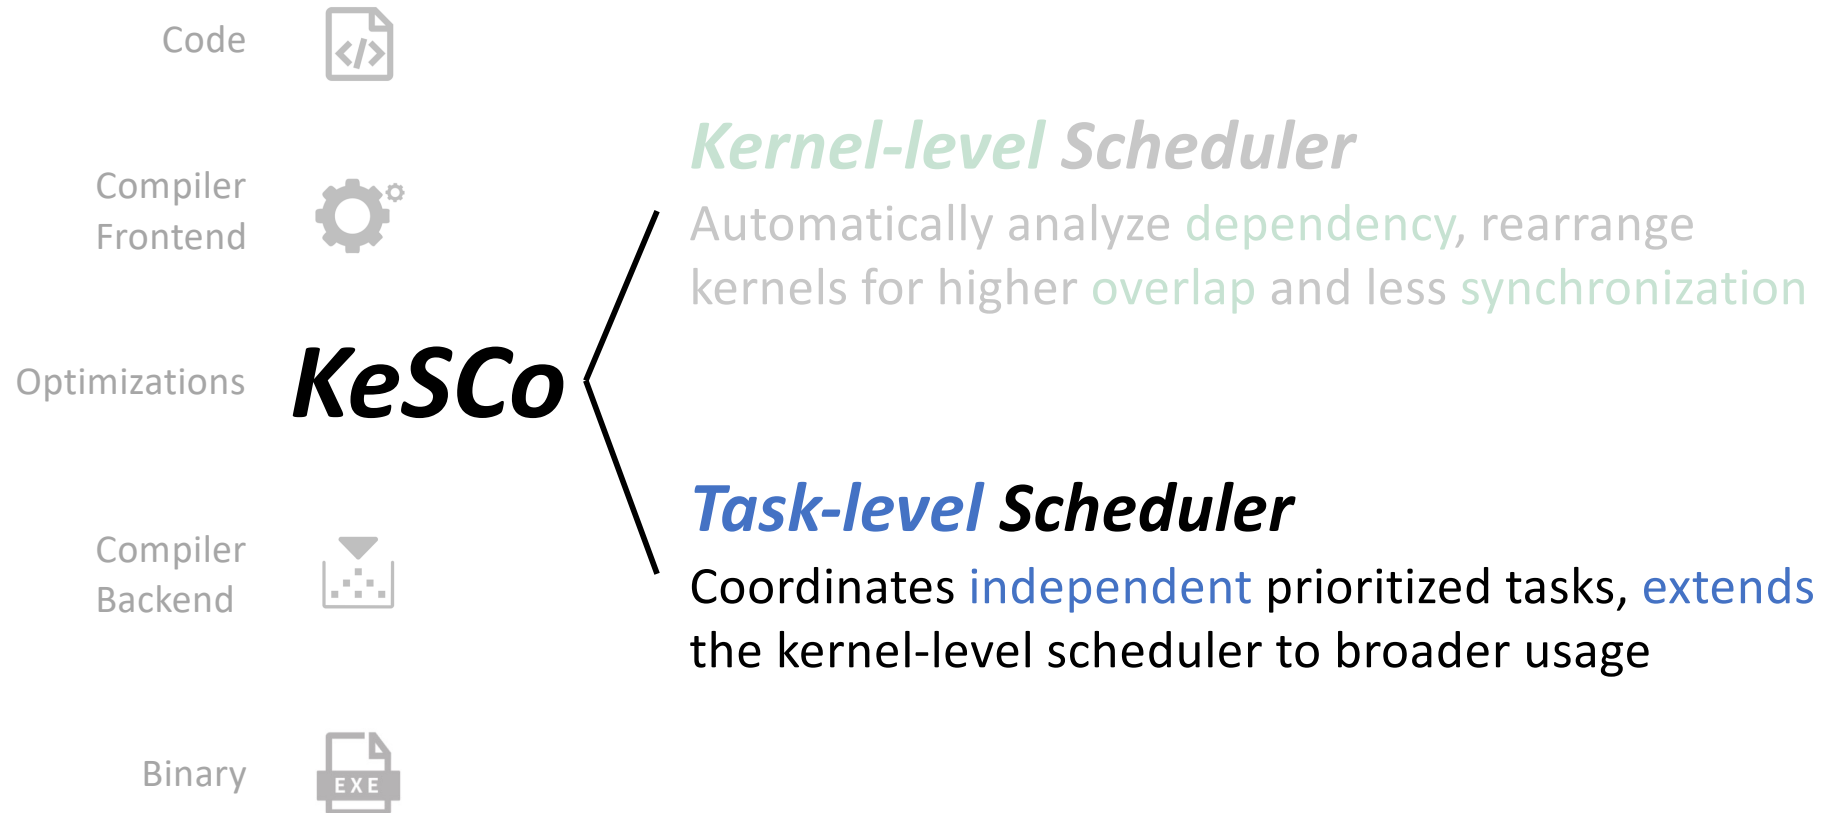 Code
Compiler
Frontend
Optimizations
KeSCo
Compiler
Backend
Binary
EXE
Kernel-level Scheduler
Automatically analyze dependency, rearrange
kernels for higher overlap and less synchronization
Task-level Scheduler
Coordinates independent prioritized tasks, extends
the kernel-level scheduler to broader usage